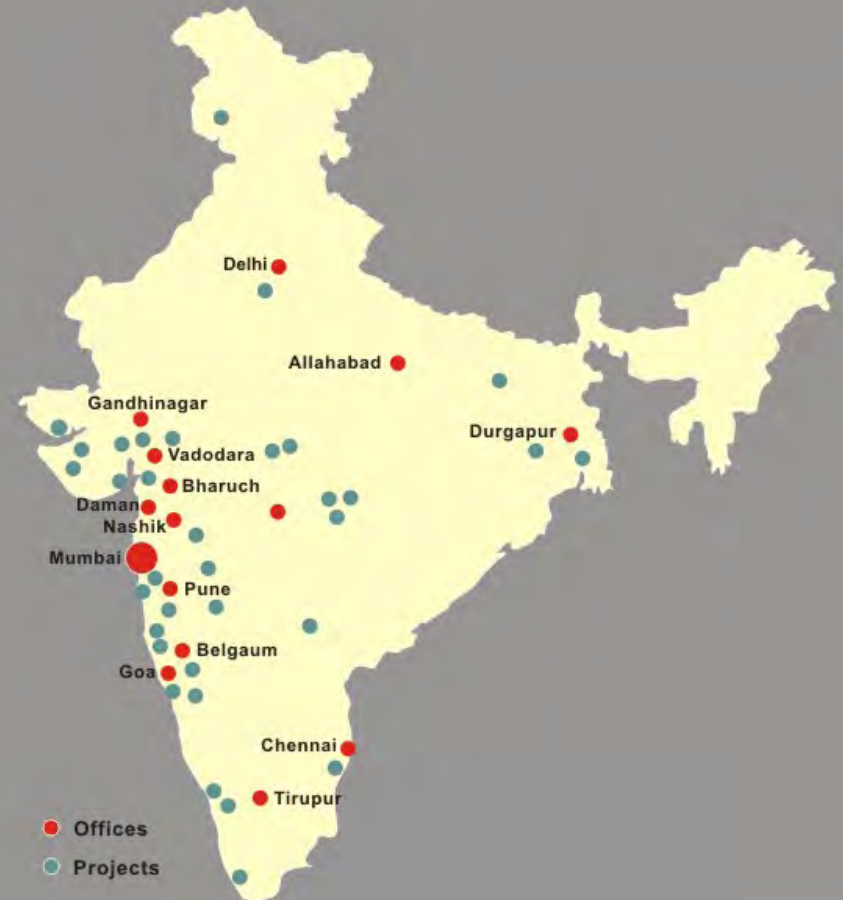 Delhi
Allahabad
Gandhinagar
Durgapur
Vadodara
Bharuch
Daman
Nashik
Mumbai
Pune
Belgaum
Goa
Chennai
Tirupur
Offices
Projects